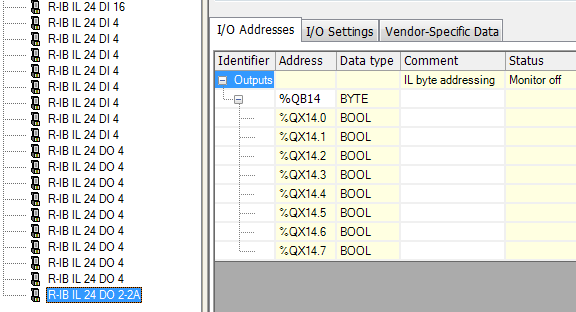 R-IB IL 24 DI 16
R-IB IL 24 DI 4
R-IB IL 24 DI 4
R-IB IL 24 DI 4
R-IB IL 24 DI 4
R-IB IL 24 DI 4
R-IB IL 24 DI 4
R-IB IL 24 DI 4
R-IB IL 24 DI 4
R-IB IL 24 DO 4
R-IB IL 24 DO 4
R-IB IL 24 DO 4
R-IB IL 24 DO 4
R-IB IL 24 DO 4
R-IB IL 24 DO 4
R-IB IL 24 DO 4
R-IB IL 24 DO 4
R-IB IL 24 DO 4
R-IB IL 24 DO 2-2A
I/O Addresses I/O Settings Vendor-Specific Data
Identifier Address Data type Comment Status
Outputs IL byte addressing Monitor off
%QB14 BYTE
%QX14.0 BOOL
%QX14.1 BOOL
%QX14.2 BOOL
%QX14.3 BOOL
%QX14.4 BOOL
%QX14.5 BOOL
%QX14.6 BOOL
%QX14.7 BOOL